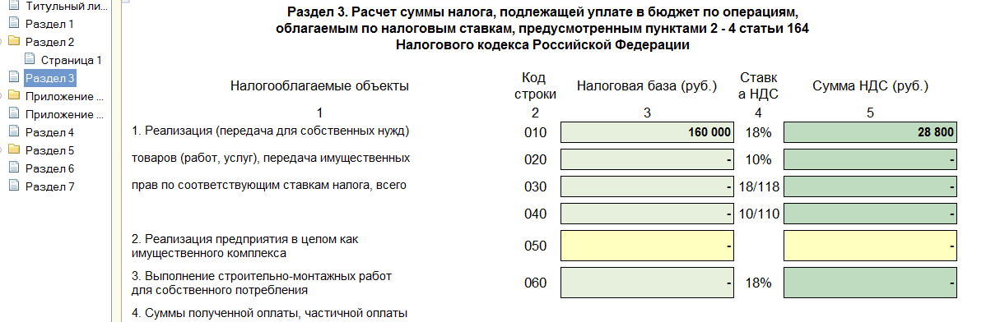 Титульный ли...
Раздел 1
Раздел 2
Страница 1
Раздел 3
Приложение ...
Приложение ...
Раздел 4
Раздел 5
Раздел 6
Раздел 7
Раздел 3. Расчет суммы налога, подлежащей уплате в бюджет по операциям,
облагаемым по налоговым ставкам, предусмотренным пунктами 2 - 4 статьи 164
Налогового кодекса Российской Федерации
Налогооблагаемые объекты Код строки Налоговая база (руб.) Ставк а НДС Сумма НДС (руб.)
1 2 3 4 5
1. Реализация (передача для собственных нужд) 010 160 000 18% 28 800
товаров (работ, услуг), передача имущественных 020 - 10% -
прав по соответствующим ставкам налога, всего 030 - 18/118 -
040 - 10/110 -
2. Реализация предприятия в целом как
имущественного комплекса 050 - -
3. Выполнение строительно-монтажных работ
для собственного потребления 060 - 18% -
4. Суммы полученной оплаты, частичной оплаты